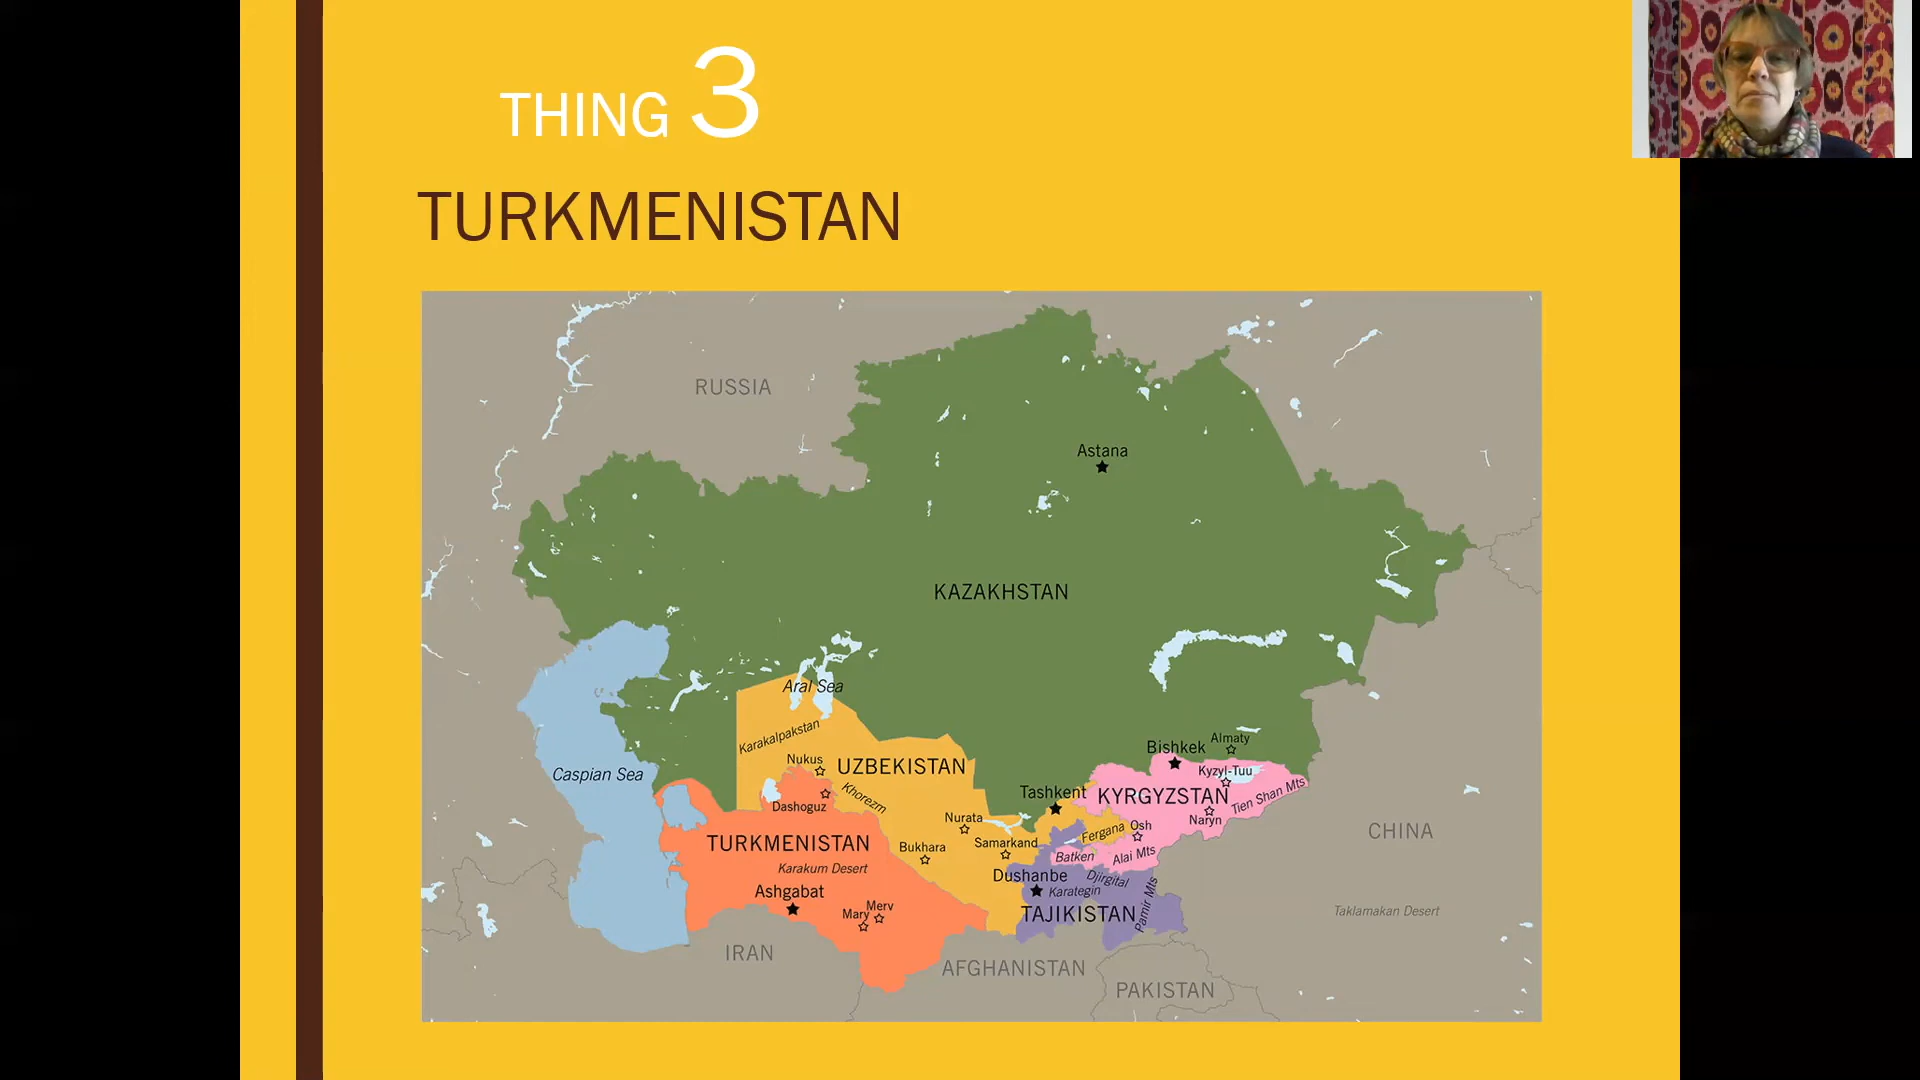 THING 3
TURKMENISTAN
RUSSIA
Astana
KAZAKHSTAN
Aral Sea
Karakalpakstan
Caspian Sea
Nukus
UZBEKISTAN
Bishkek
Almaty
Kyzyl-Tuu
Tien Shan Mts
Khorezm
Dashoguz
Tashkent
KYRGYZSTAN
Naryn
Nurata
Fergana
Osh
TURKMENISTAN
Bukhara
Samarkand
Batken
Alai Mts
CHINA
Karakum Desert
Dushanbe
Djirgital
Karategin
Ashgabat
Mary
Merv
TAJIKISTAN
Pamir Mts
Taklamakan Desert
IRAN
AFGHANISTAN
PAKISTAN